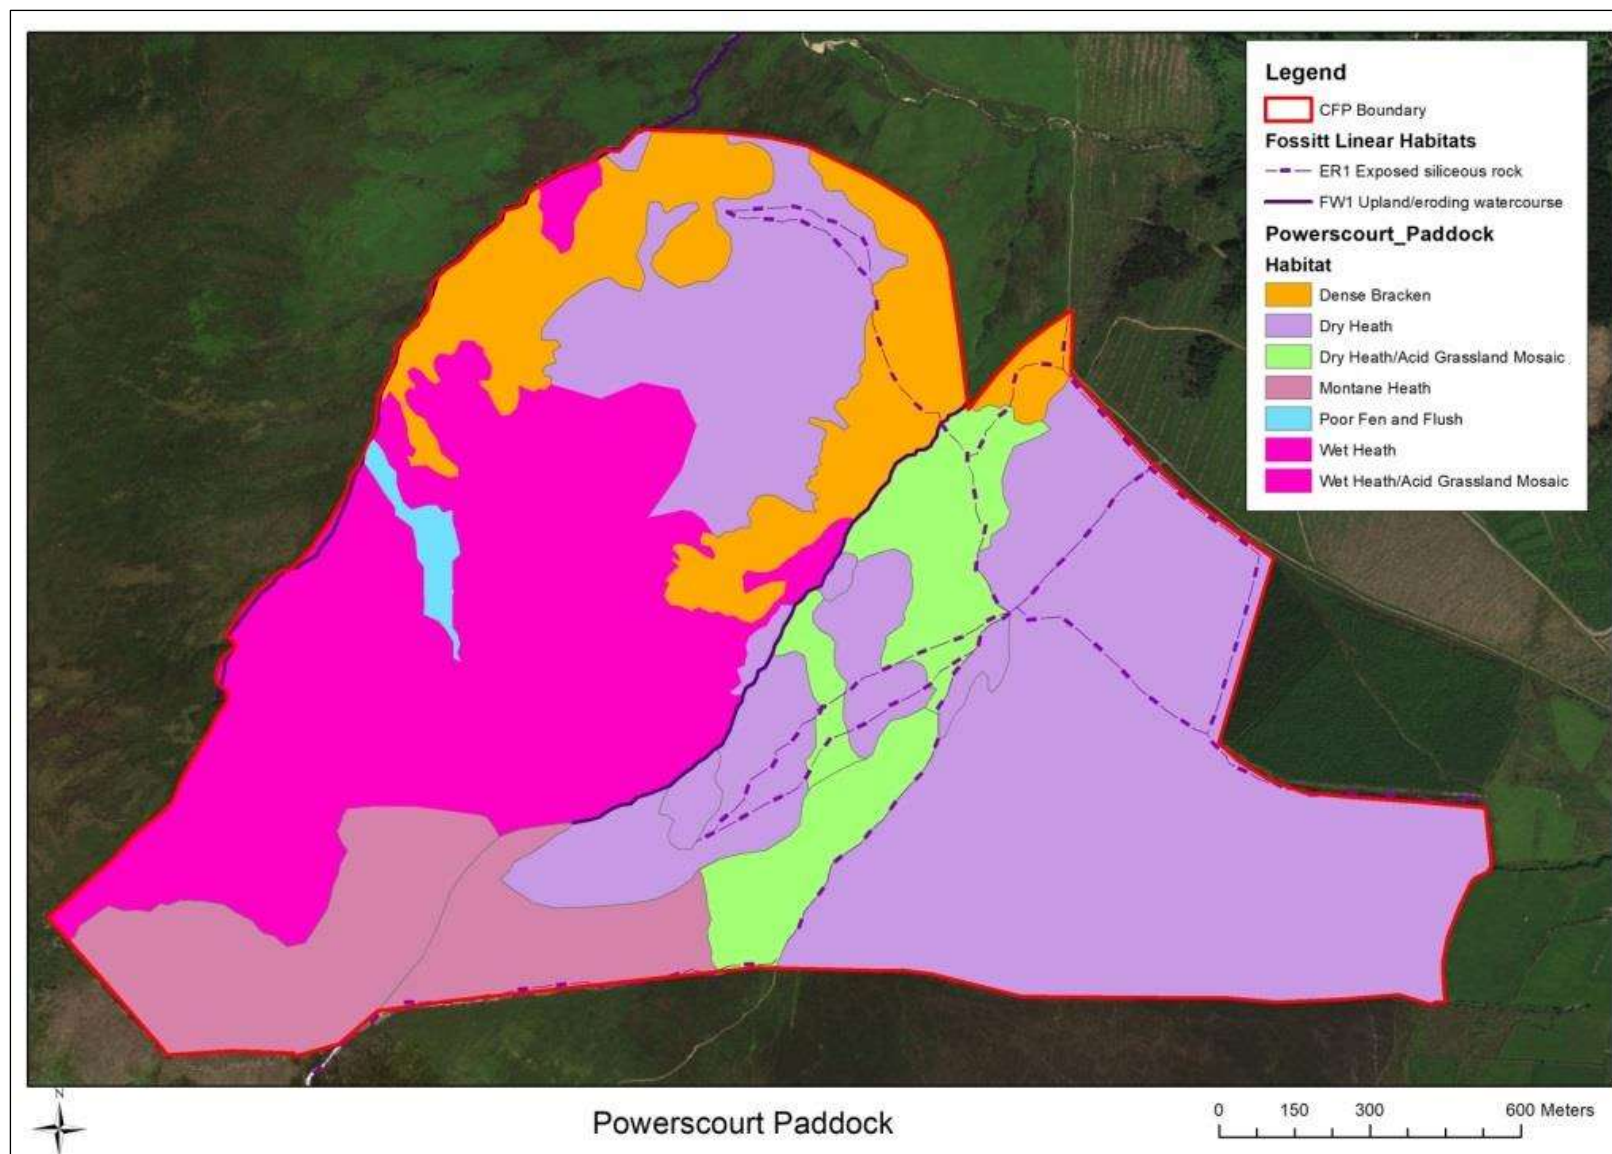 Legend
CFP Boundary
Fossitt Linear Habitats
ER1 Exposed siliceous rock
FW1 Upland/eroding watercourse
Powerscourt_Paddock
Habitat
Dense Bracken
Dry Heath
Dry Heath/Acid Grassland Mosaic
Montane Heath
Poor Fen and Flush
Wet Heath
Wet Heath/Acid Grassland Mosaic
N
Powerscourt Paddock
0 150 300 600 Meters